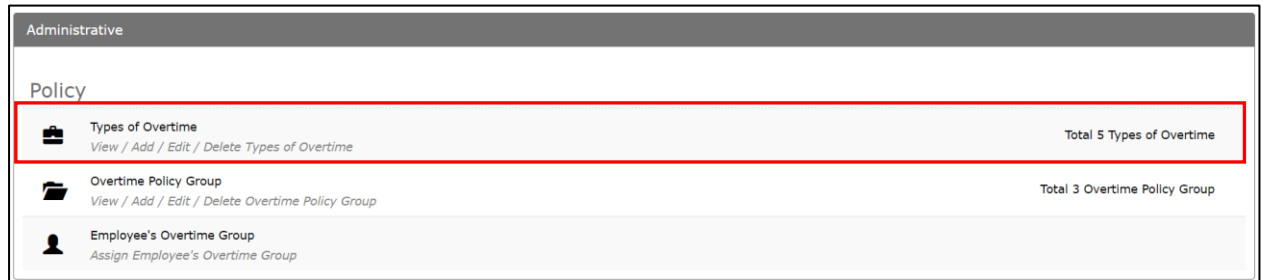 Administrative
Policy
Types of Overtime
Total 5 Types of Overtime
View / Add / Edit / Delete Types of Overtime
Overtime Policy Group
Total 3 Overtime Policy Group
View / Add / Edit / Delete Overtime Policy Group
Employee's Overtime Group
Assign Employee's Overtime Group